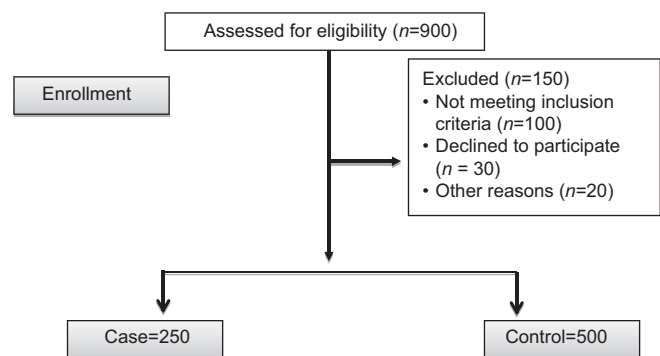 Assessed for eligibility (n=900)
Enrollment
Excluded (n=150)
• Not meeting inclusion
criteria (n=100)
• Declined to participate
(n = 30)
• Other reasons (n=20)
Case=250
Control=500